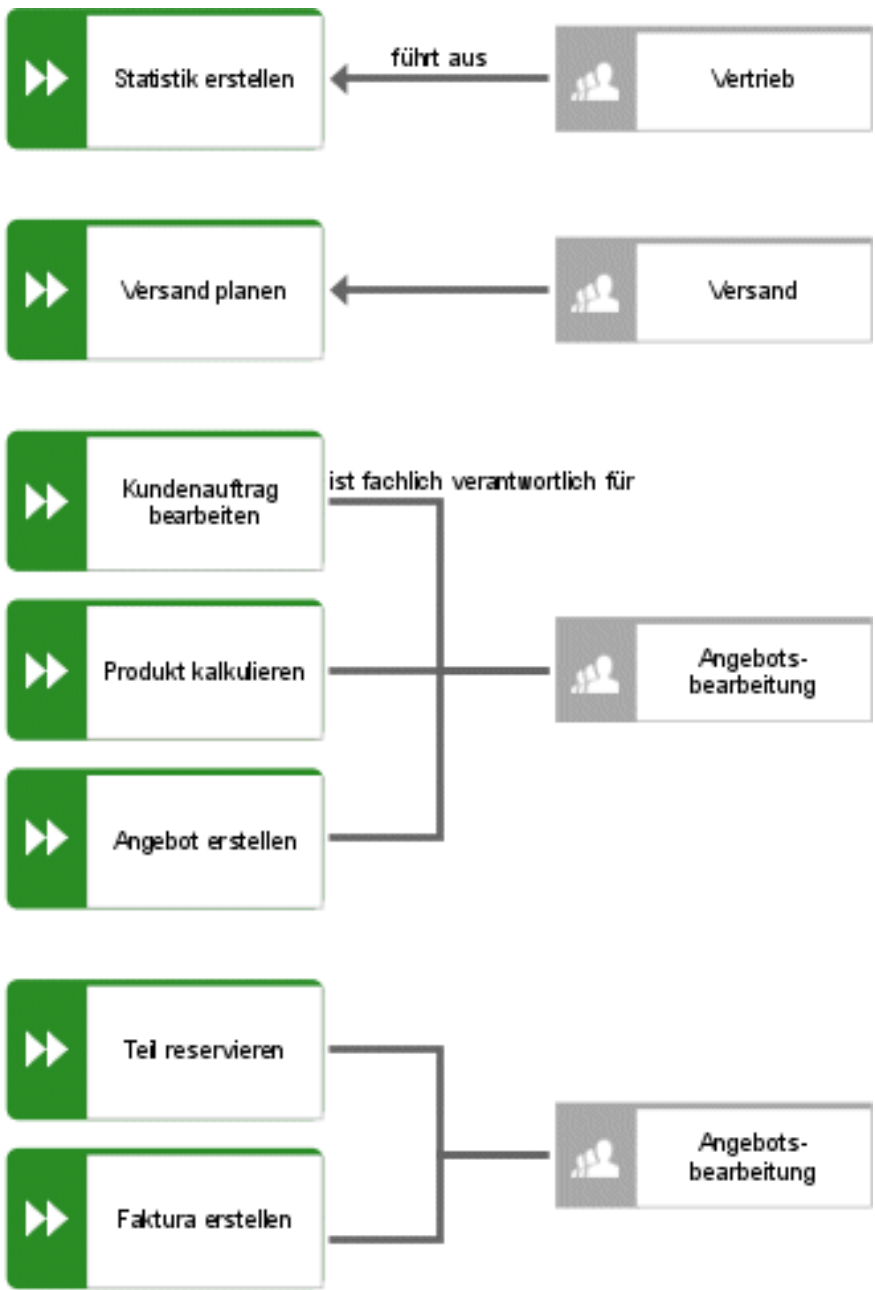 Statistik erstellen
führt aus
Vertrieb
Versand planen
Versand
Kundenauftrag
bearbeiten
ist fachlich verantwortlich für
Produkt kalkulieren
Angebots-
bearbeitung
Angebot erstellen
Teil reservieren
Angebots-
bearbeitung
Faktura erstellen